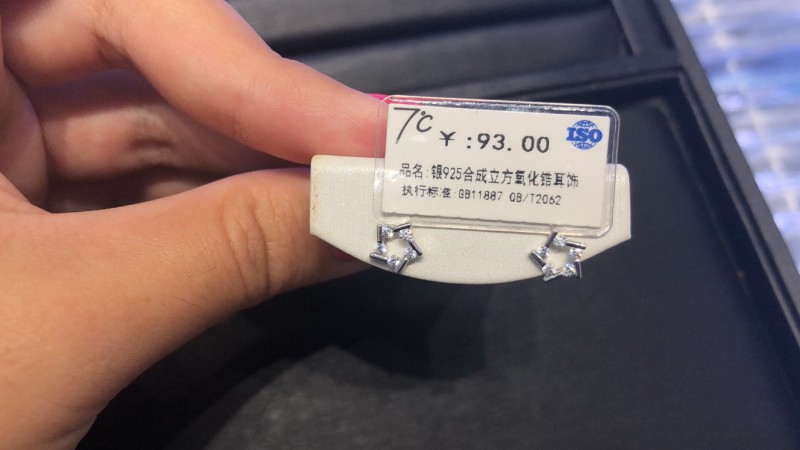 7℃
¥:93.00
ISO
品名:银925合成立方氧化锆耳饰
执行标准:GB11887 QB/T2062